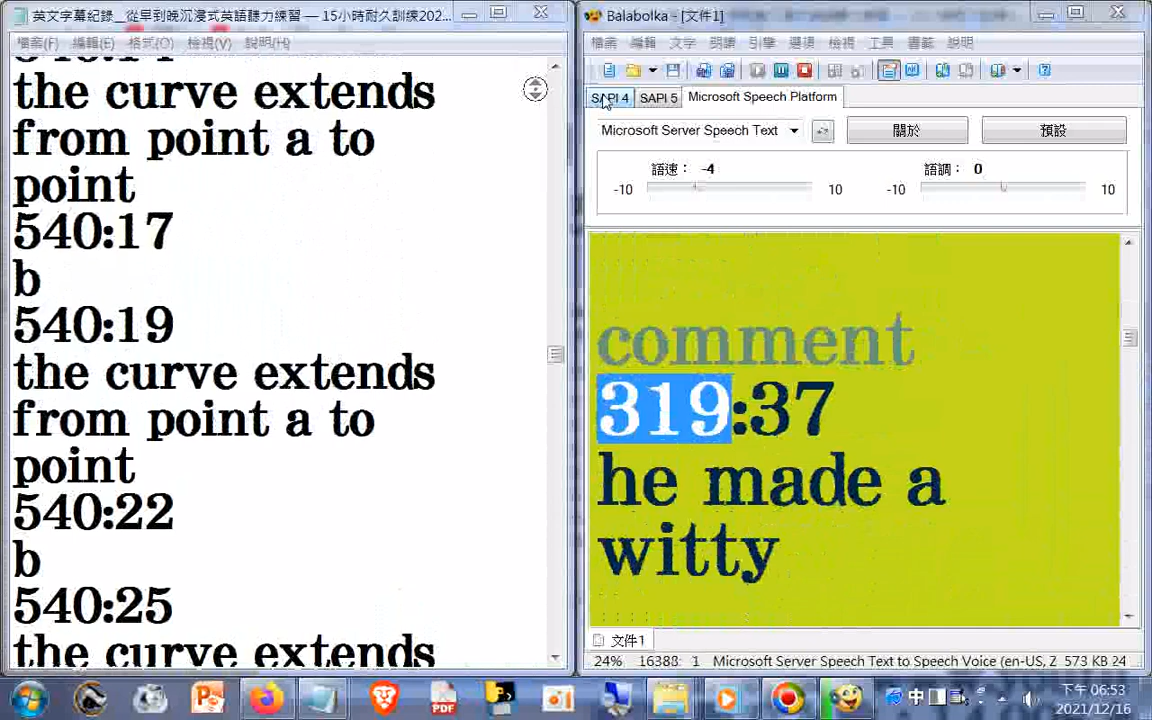 英文字幕紀錄__從早到晚沉浸式英語聽力練習 — 15小時耐久訓練202...
檔案(F) 編輯(E) 格式(O) 檢視(V) 說明(H)
the curve extends
from point a to
point
540:17
b
540:19
the curve extends
from point a to
point
540:22
b
540:25
the curve extends
Balabolka - [文件1]
檔案 編輯 文字 朗讀 引擎 選項 檢視 工具 書籤 說明
SAPI 4 SAPI 5 Microsoft Speech Platform
Microsoft Server Speech Text 關於 預設
語速： -4 語調： 0
-10 10 -10 10
comment
319:37
he made a
witty
文件1
24% 16388: 1 Microsoft Server Speech Text to Speech Voice (en-US, Z 573 KB 24
PDF 中 下午 06:53
2021/12/16